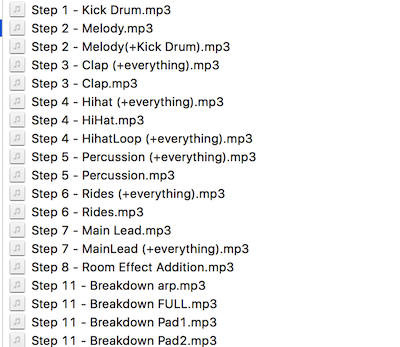 Step 1 - Kick Drum.mp3
Step 2 - Melody.mp3
Step 2 - Melody(+Kick Drum).mp3
Step 3 - Clap (+everything).mp3
Step 3 - Clap.mp3
Step 4 - Hihat (+everything).mp3
Step 4 - HiHat.mp3
Step 4 - HihatLoop (+everything).mp3
Step 5 - Percussion (+everything).mp3
Step 5 - Percussion.mp3
Step 6 - Rides (+everything).mp3
Step 6 - Rides.mp3
Step 7 - Main Lead.mp3
Step 7 - MainLead (+everything).mp3
Step 8 - Room Effect Addition.mp3
Step 11 - Breakdown arp.mp3
Step 11 - Breakdown FULL.mp3
Step 11 - Breakdown Pad1.mp3
Step 11 - Breakdown Pad2.mp3